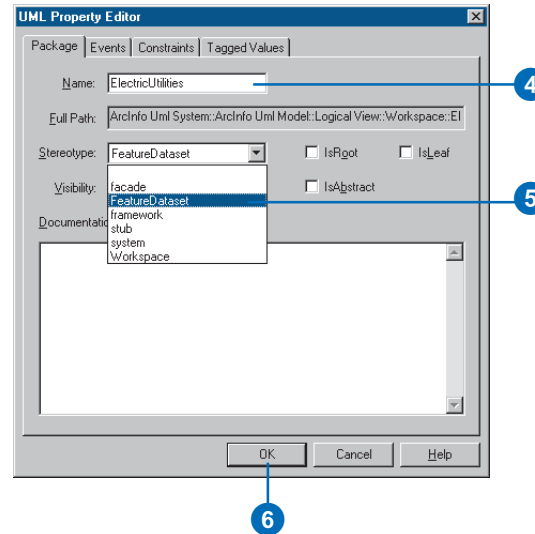 UML Property Editor
Package Events Constraints Tagged Values
Name: ElectricUtilities
4
Full Path: ArcInfo Uml System::ArcInfo Uml Model::Logical View::Workspace::El
Stereotype: FeatureDataset IsRoot IsLeaf
Visibility: IsAbstract
facade
FeatureDataset
5
framework
stub
system
Workspace
Documentatio
OK Cancel Help
6